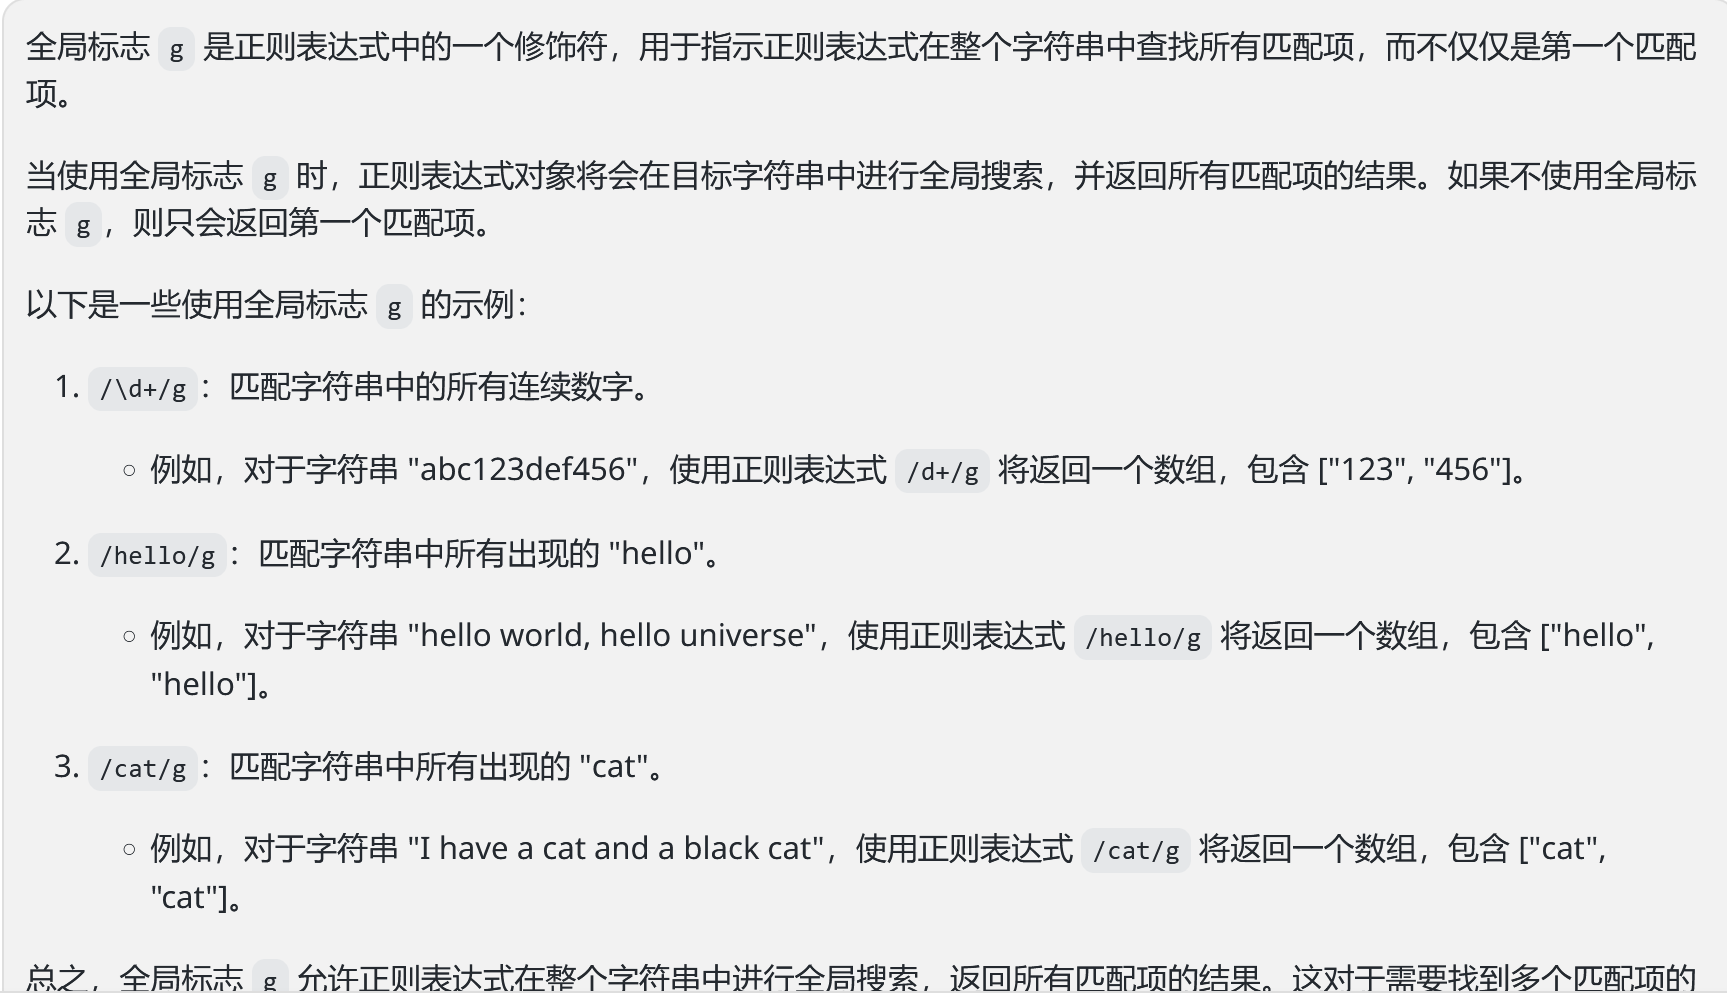 全局标志 g 是正则表达式中的一个修饰符，用于指示正则表达式在整个字符串中查找所有匹配项，而不仅仅是第一个匹配
项。
当使用全局标志 g 时，正则表达式对象将会在目标字符串中进行全局搜索，并返回所有匹配项的结果。如果不使用全局标
志 g，则只会返回第一个匹配项。
以下是一些使用全局标志 g 的示例：
1. /\d+/g：匹配字符串中的所有连续数字。
○ 例如，对于字符串 "abc123def456"，使用正则表达式 /d+/g 将返回一个数组，包含 ["123", "456"]。
2. /hello/g：匹配字符串中所有出现的 "hello"。
○ 例如，对于字符串 "hello world, hello universe"，使用正则表达式 /hello/g 将返回一个数组，包含 ["hello",
"hello"]。
3. /cat/g：匹配字符串中所有出现的 "cat"。
○ 例如，对于字符串 "I have a cat and a black cat"，使用正则表达式 /cat/g 将返回一个数组，包含 ["cat",
"cat"]。
总之，全局标志 g 允许正则表达式在整个字符串中进行全局搜索，返回所有匹配项的结果。这对于需要找到多个匹配项的